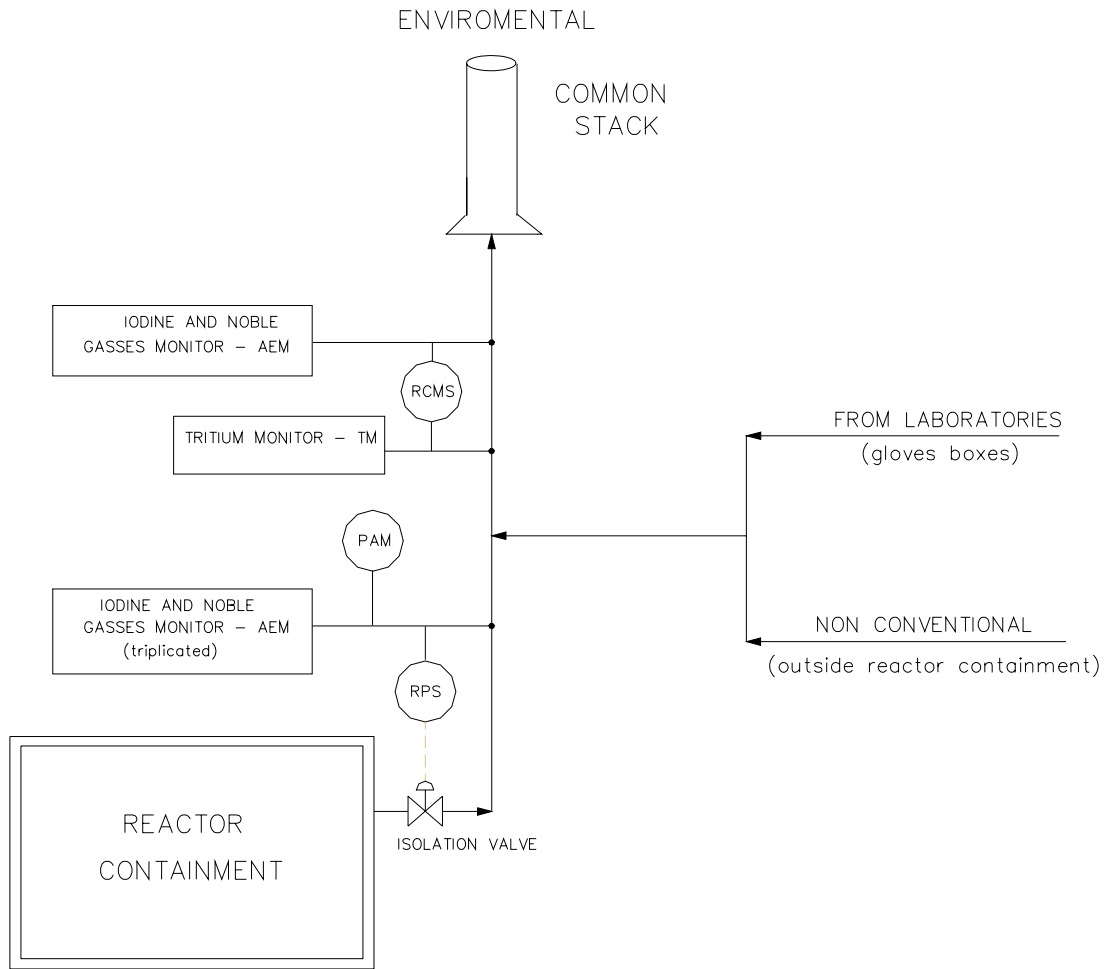 ENVIROMENTAL
COMMON
STACK
IODINE AND NOBLE
GASSES MONITOR - AEM
RCMS
TRITIUM MONITOR - TM
FROM LABORATORIES
(gloves boxes)
PAM
IODINE AND NOBLE
GASSES MONITOR - AEM
(triplicated)
NON CONVENTIONAL
(outside reactor containment)
RPS
REACTOR
CONTAINMENT
ISOLATION VALVE